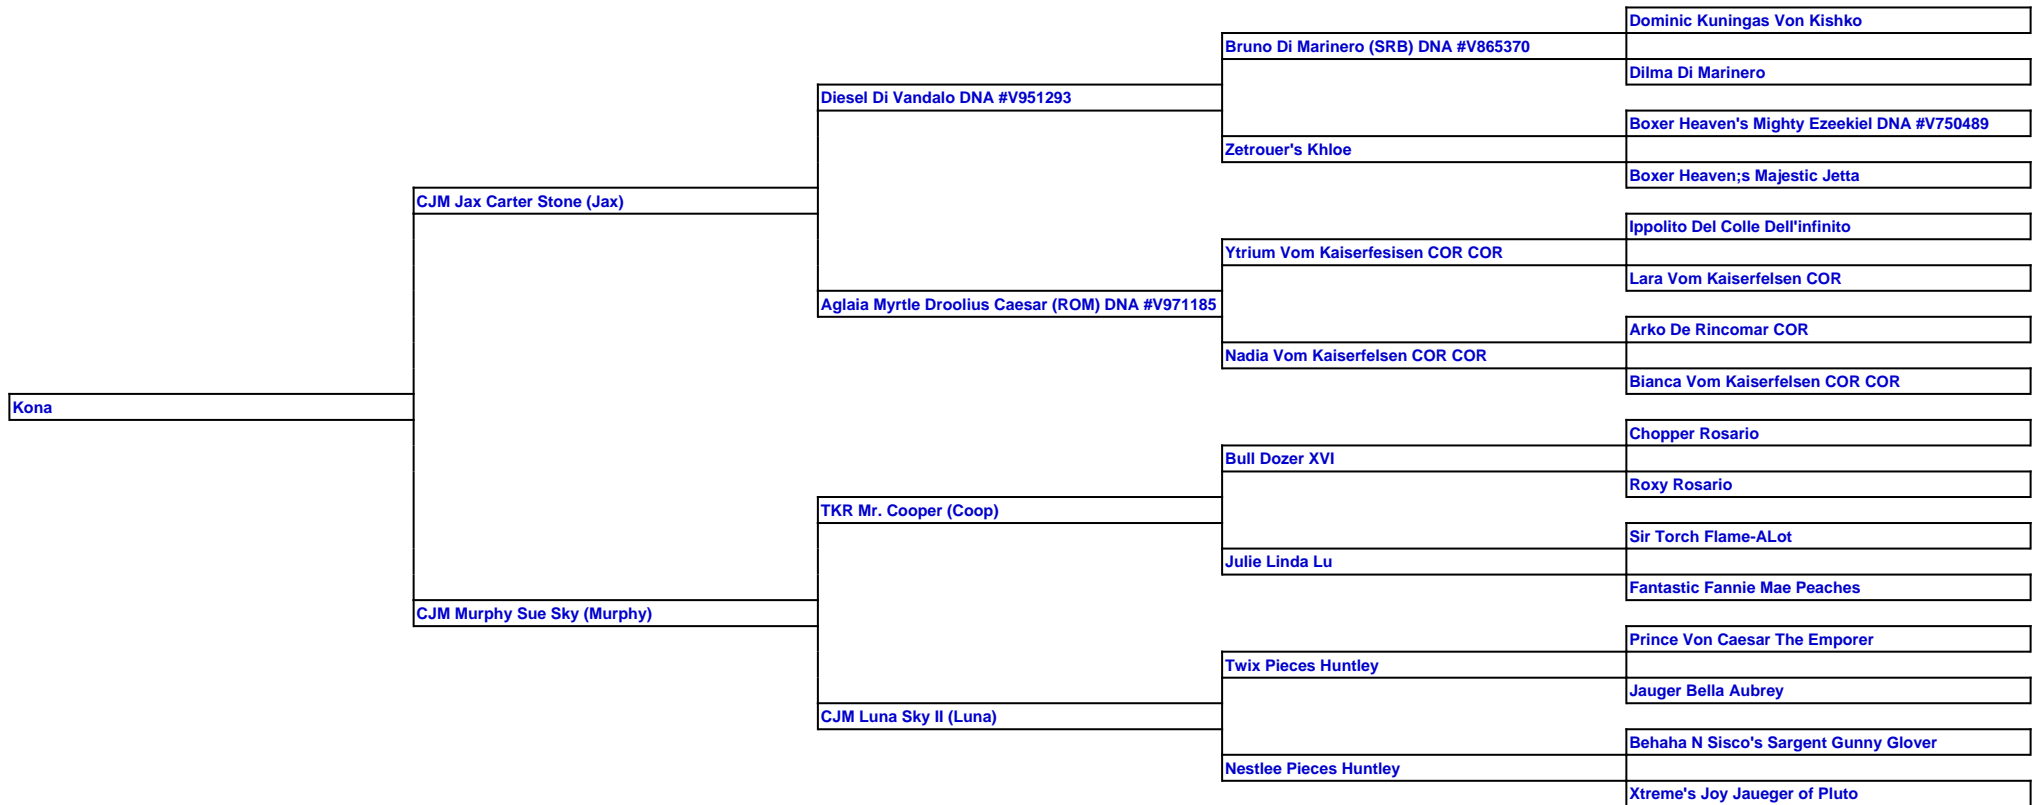 Dominic Kuningas Von Kishko
Bruno Di Marinero (SRB) DNA #V865370
Dilma Di Marinero
Diesel Di Vandalo DNA #V951293
Boxer Heaven's Mighty Ezeekiel DNA #V750489
Zetrouer's Khloe
Boxer Heaven;s Majestic Jetta
CJM Jax Carter Stone (Jax)
Ippolito Del Colle Dell'infinito
Ytrium Vom Kaiserfesisen COR COR
Lara Vom Kaiserfelsen COR
Aglaia Myrtle Droolius Caesar (ROM) DNA #V971185
Arko De Rincomar COR
Nadia Vom Kaiserfelsen COR COR
Bianca Vom Kaiserfelsen COR COR
Kona
Chopper Rosario
Bull Dozer XVI
Roxy Rosario
TKR Mr. Cooper (Coop)
Sir Torch Flame-ALot
Julie Linda Lu
Fantastic Fannie Mae Peaches
CJM Murphy Sue Sky (Murphy)
Prince Von Caesar The Emporer
Twix Pieces Huntley
Jauger Bella Aubrey
CJM Luna Sky II (Luna)
Behaha N Sisco's Sargent Gunny Glover
Nestlee Pieces Huntley
Xtreme's Joy Jaueger of Pluto